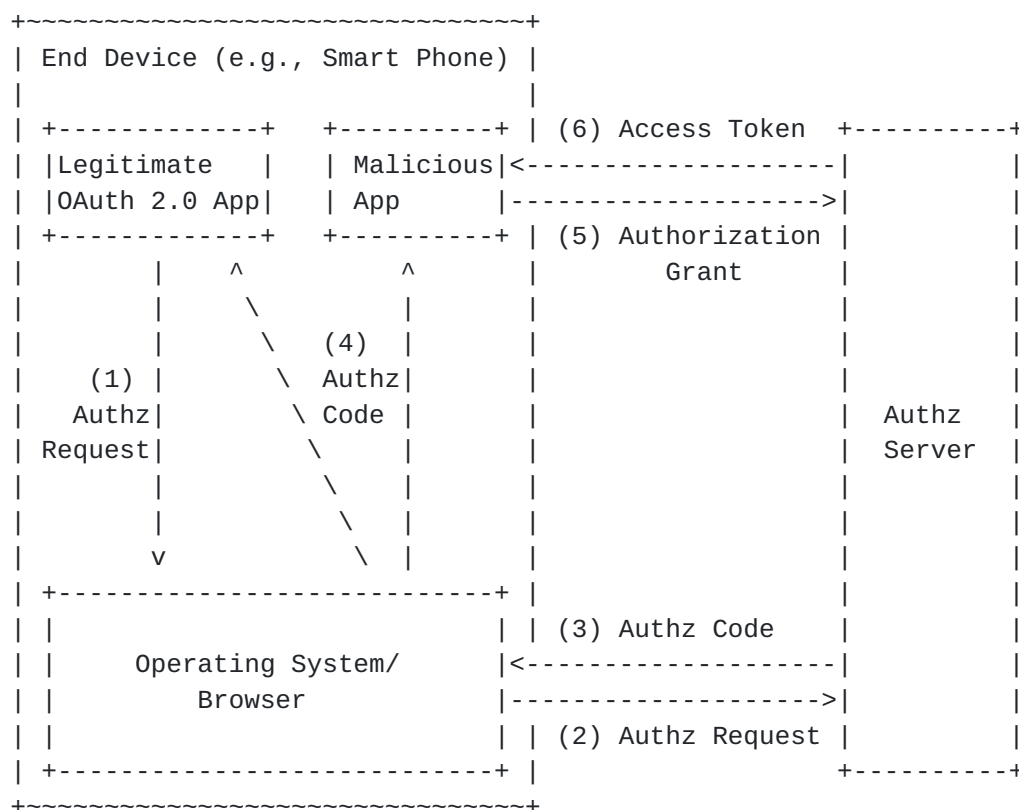 +~~~~~~~~~~~~~~~~~~~~~~~~~~~~~~~~+
| End Device (e.g., Smart Phone) |
|                                |
| +-------------+   +----------+ | (6) Access Token  +----------+
| |Legitimate   |   | Malicious|<--------------------|          |
| |OAuth 2.0 App|   | App      |-------------------->|          |
| +-------------+   +----------+ | (5) Authorization |          |
|        |    ^          ^       |        Grant      |          |
|        |     \         |       |                   |          |
|        |      \   (4)  |       |                   |          |
|    (1) |       \  Authz|       |                   |          |
|   Authz|        \ Code |       |                   |  Authz   |
| Request|         \     |       |                   |  Server  |
|        |          \    |       |                   |          |
|        |           \   |       |                   |          |
|        v            \  |       |                   |          |
| +----------------------------+ |                   |          |
| |                            | | (3) Authz Code    |          |
| |     Operating System/      |<--------------------|          |
| |         Browser            |-------------------->|          |
| |                            | | (2) Authz Request |          |
| +----------------------------+ |                   +----------+
+~~~~~~~~~~~~~~~~~~~~~~~~~~~~~~~~+